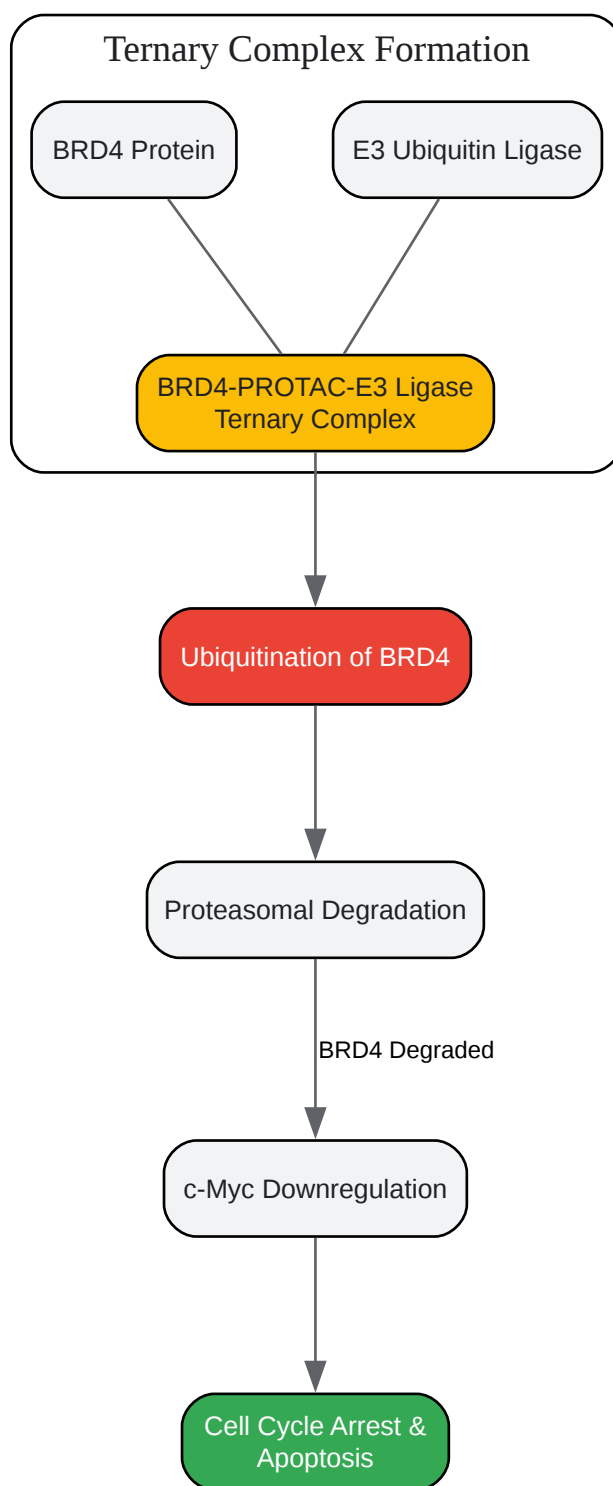 Ternary Complex Formation
BRD4 Protein
E3 Ubiquitin Ligase
BRD4-PROTAC-E3 Ligase
Ternary Complex
Ubiquitination of BRD4
Proteasomal Degradation
BRD4 Degraded
c-Myc Downregulation
Cell Cycle Arrest &
Apoptosis